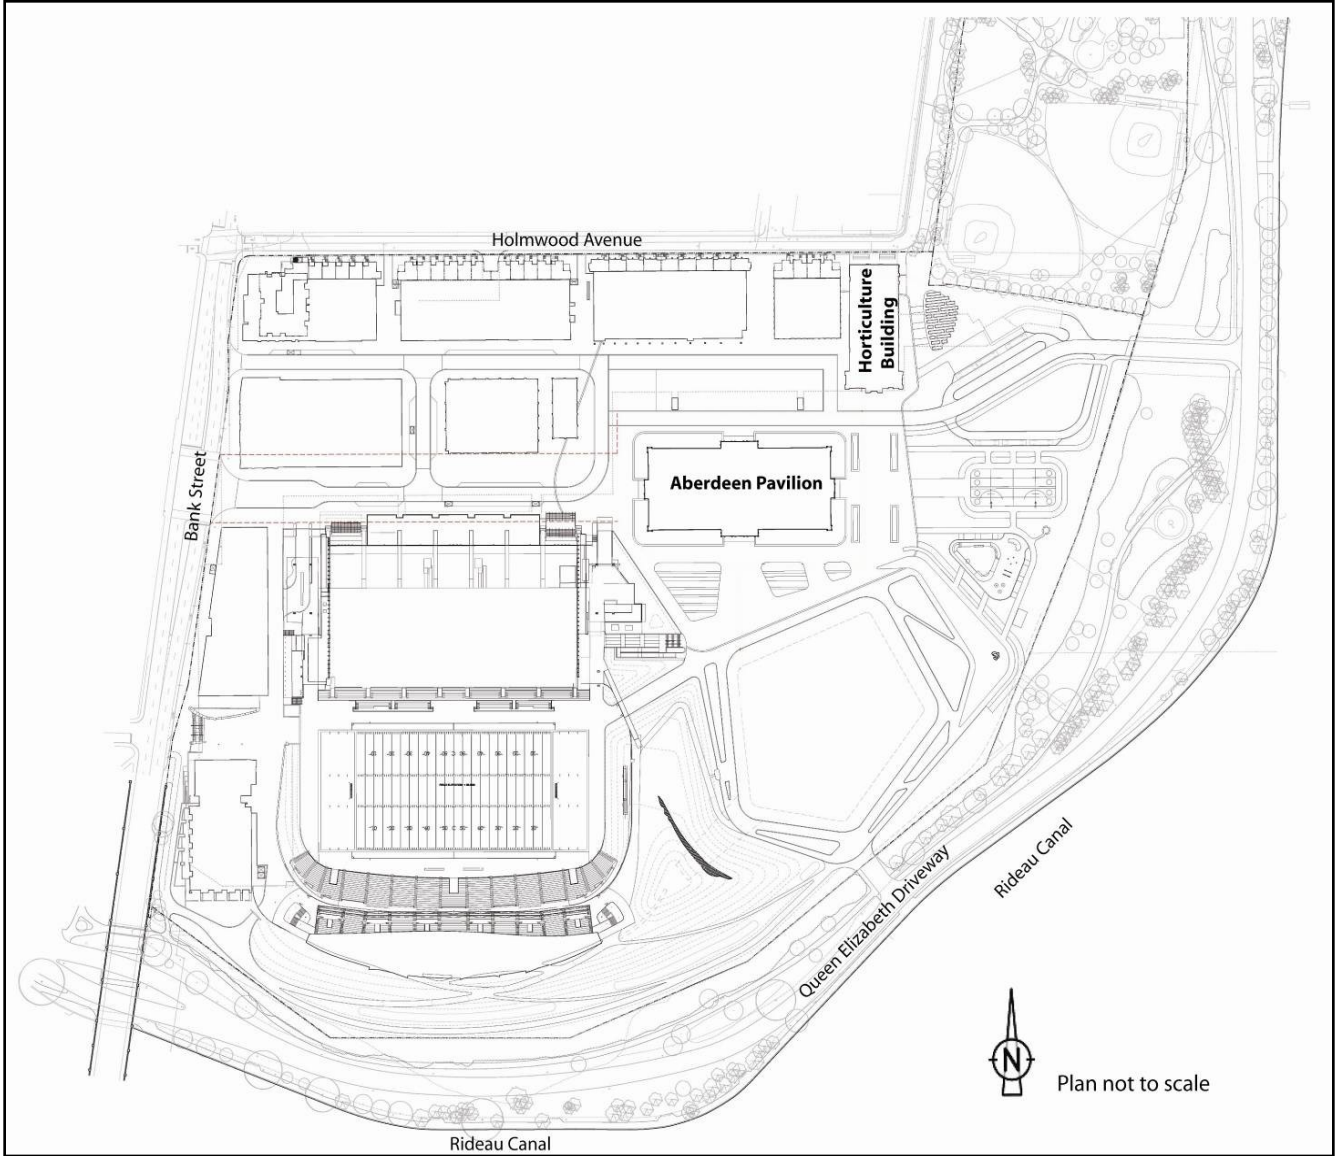 Holmwood Avenue
Horticulture
Building
Bank Street
Aberdeen Pavilion
Queen Elizabeth Driveway
Rideau Canal
N
Plan not to scale
Rideau Canal